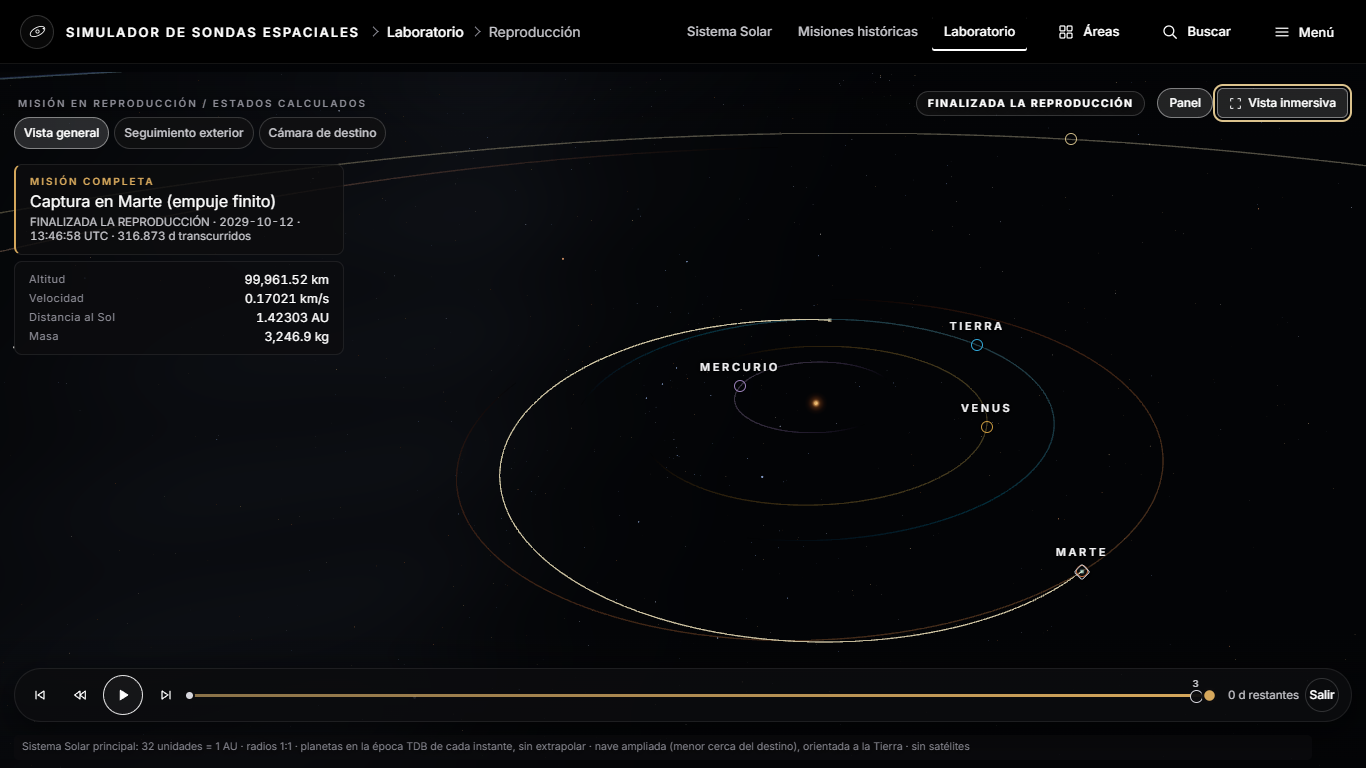 SIMULADOR DE SONDAS ESPACIALES
Laboratorio
Reproducción
Sistema Solar
Misiones históricas
Laboratorio
Áreas
Buscar
Menú
MISIÓN EN REPRODUCCIÓN / ESTADOS CALCULADOS
FINALIZADA LA REPRODUCCIÓN
Panel
Vista inmersiva
Vista general
Seguimiento exterior
Cámara de destino
MISIÓN COMPLETA
Captura en Marte (empuje finito)
FINALIZADA LA REPRODUCCIÓN · 2029-10-12 ·
13:46:58 UTC · 316.873 d transcurridos
Altitud 99,961.52 km
Velocidad 0.17021 km/s
Distancia al Sol 1.42303 AU
Masa 3,246.9 kg
TIERRA
MERCURIO
VENUS
MARTE
3
0 d restantes
Salir
Sistema Solar principal: 32 unidades = 1 AU · radios 1:1 · planetas en la época TDB de cada instante, sin extrapolar · nave ampliada (menor cerca del destino), orientada a la Tierra · sin satélites